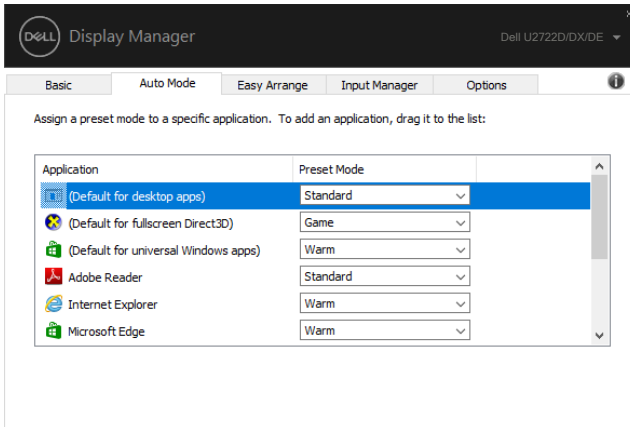 DELL Display Manager Dell U2722D/DX/DE
Basic Auto Mode Easy Arrange Input Manager Options
Assign a preset mode to a specific application. To add an application, drag it to the list:
Application Preset Mode
(Default for desktop apps) Standard
(Default for fullscreen Direct3D) Game
(Default for universal Windows apps) Warm
Adobe Reader Standard
Internet Explorer Warm
Microsoft Edge Warm